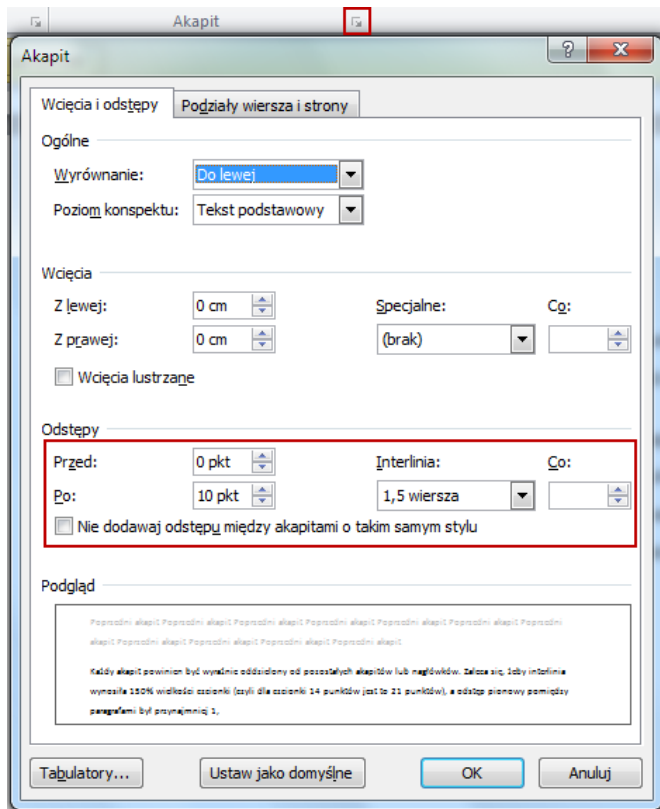 Akapit
Akapit
Wcięcia i odstępy Podziały wiersza i strony
Ogólne
Wyrównanie: Do lewej
Poziom konspektu: Tekst podstawowy
Wcięcia
Z lewej: 0 cm Specjalne: Co:
Z prawej: 0 cm (brak)
Wcięcia lustrzane
Odstępy
Przed: 0 pkt Interlinia: Co:
Po: 10 pkt 1,5 wiersza
Nie dodawaj odstępu między akapitami o takim samym stylu
Podgląd
Poprzedni akapit Poprzedni akapit Poprzedni akapit Poprzedni akapit Poprzedni akapit Poprzedni akapit Poprzedni
akapit Poprzedni akapit Poprzedni akapit Poprzedni akapit Poprzedni akapit
Każdy akapit powinien być wyraźnie oddzielony od pozostałych akapitów lub nagłówków. Zaleca się, żeby interlinia
wynosiła 150% wielkości czcionki (czyli dla czcionki 14 punktów jest to 21 punktów), a odstęp pionowy pomiędzy
paragrafami był przynajmniej 1,
Tabulatory... Ustaw jako domyślne OK Anuluj